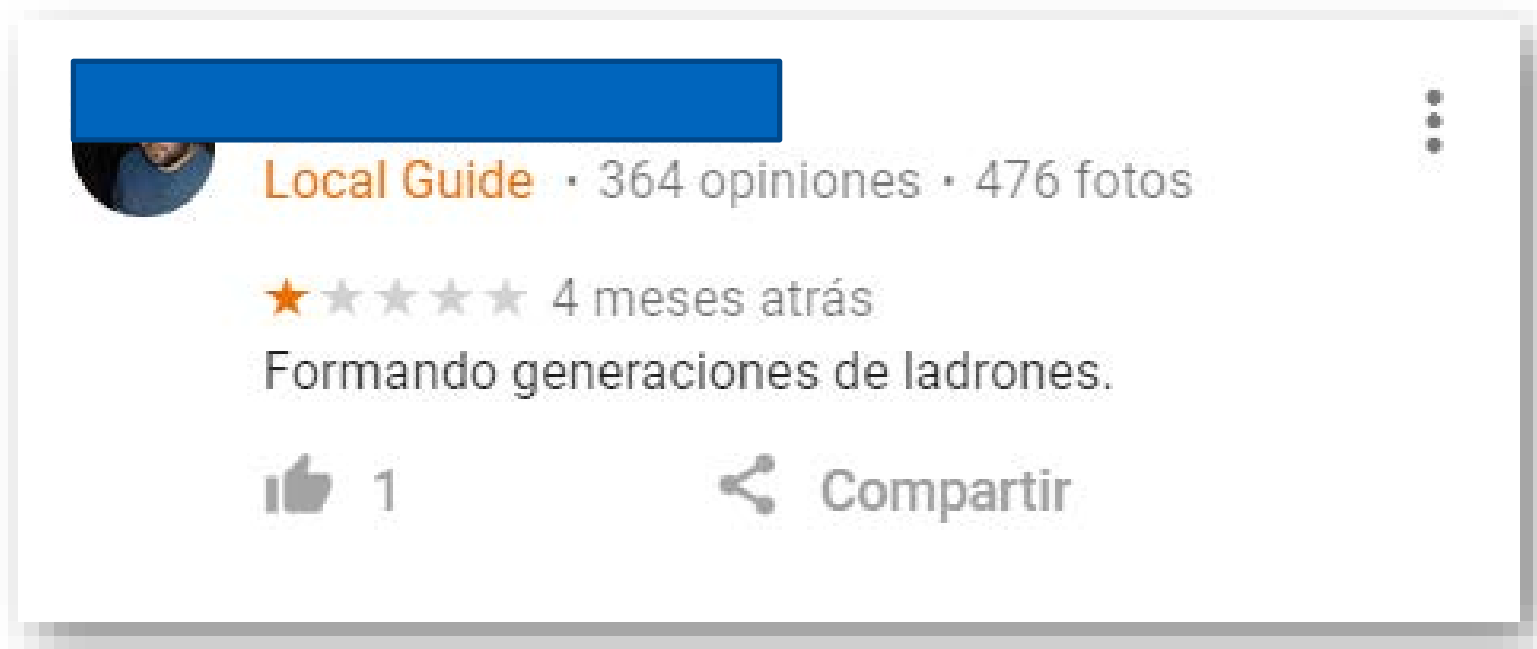 Local Guide · 364 opiniones · 476 fotos
4 meses atrás
Formando generaciones de ladrones.
1 Compartir